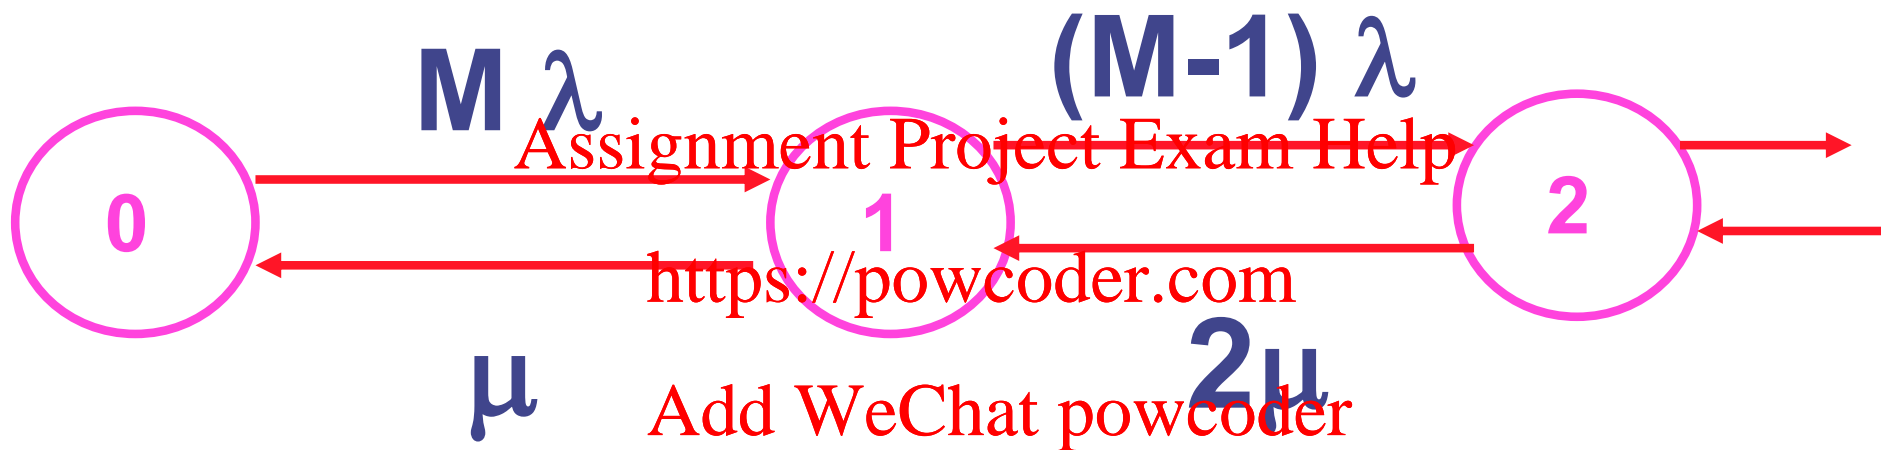 M λ
(M-1) λ
Assignment Project Exam Help
0
1
2
https://powcoder.com
μ
2μ
Add WeChat powcoder